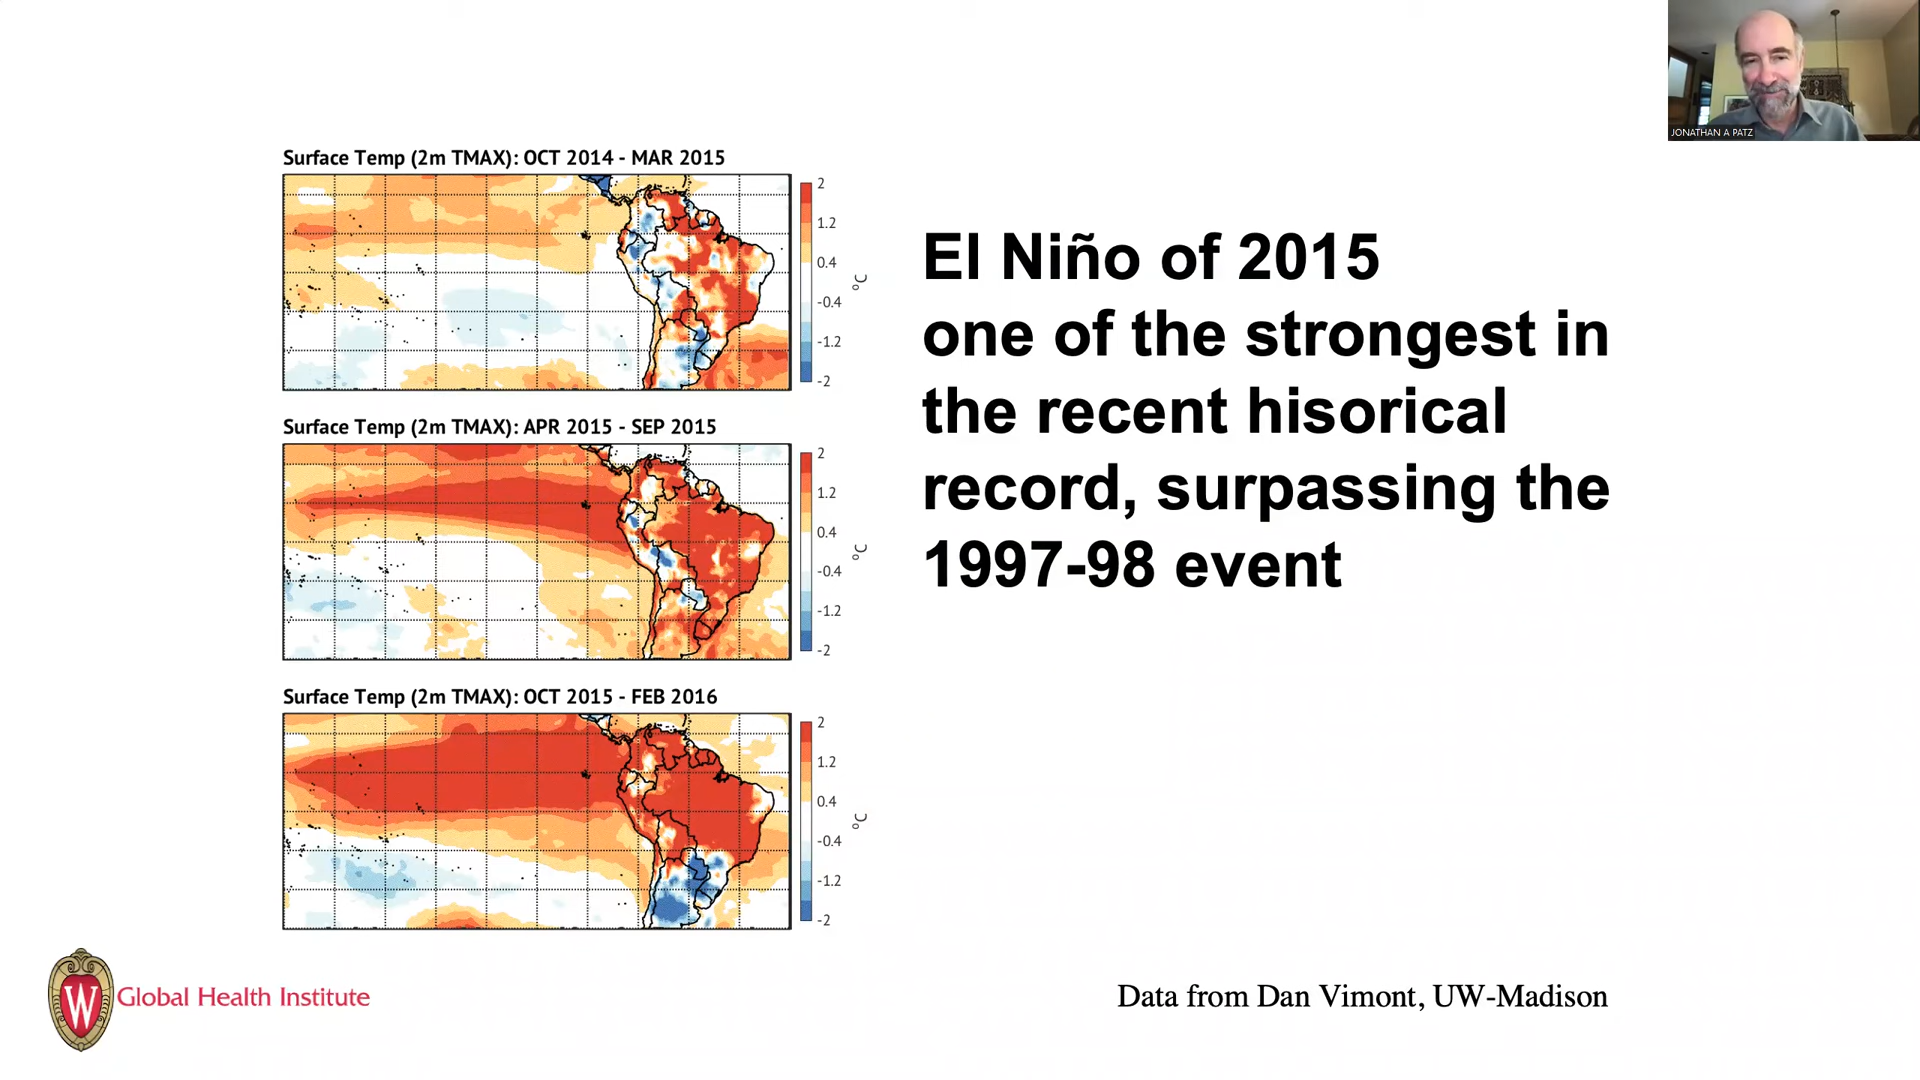 JONATHAN A PATZ
Surface Temp (2m TMAX): OCT 2014 - MAR 2015
2
1.2
0.4
-0.4
-1.2
-2
°C
Surface Temp (2m TMAX): APR 2015 - SEP 2015
2
1.2
0.4
-0.4
-1.2
-2
°C
Surface Temp (2m TMAX): OCT 2015 - FEB 2016
2
1.2
0.4
-0.4
-1.2
-2
°C
El Niño of 2015
one of the strongest in
the recent hisorical
record, surpassing the
1997-98 event
W
Global Health Institute
Data from Dan Vimont, UW-Madison